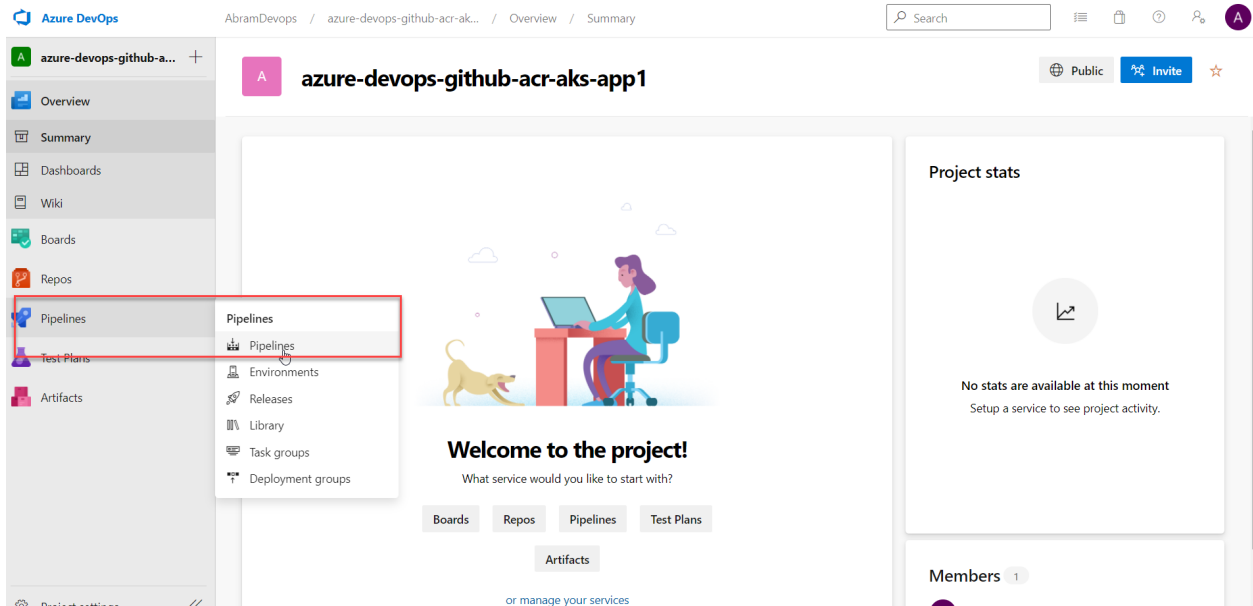 Azure DevOps
AbramDevops / azure-devops-github-acr-ak... / Overview / Summary
Search
A
A azure-devops-github-a...
Overview
Summary
Dashboards
Wiki
Boards
Repos
Pipelines
Test Plans
Artifacts
Project settings
Pipelines
Pipelines
Environments
Releases
Library
Task groups
Deployment groups
A azure-devops-github-acr-aks-app1
Public
Invite
Welcome to the project!
What service would you like to start with?
Boards Repos Pipelines Test Plans
Artifacts
or manage your services
Project stats
No stats are available at this moment
Setup a service to see project activity.
Members 1